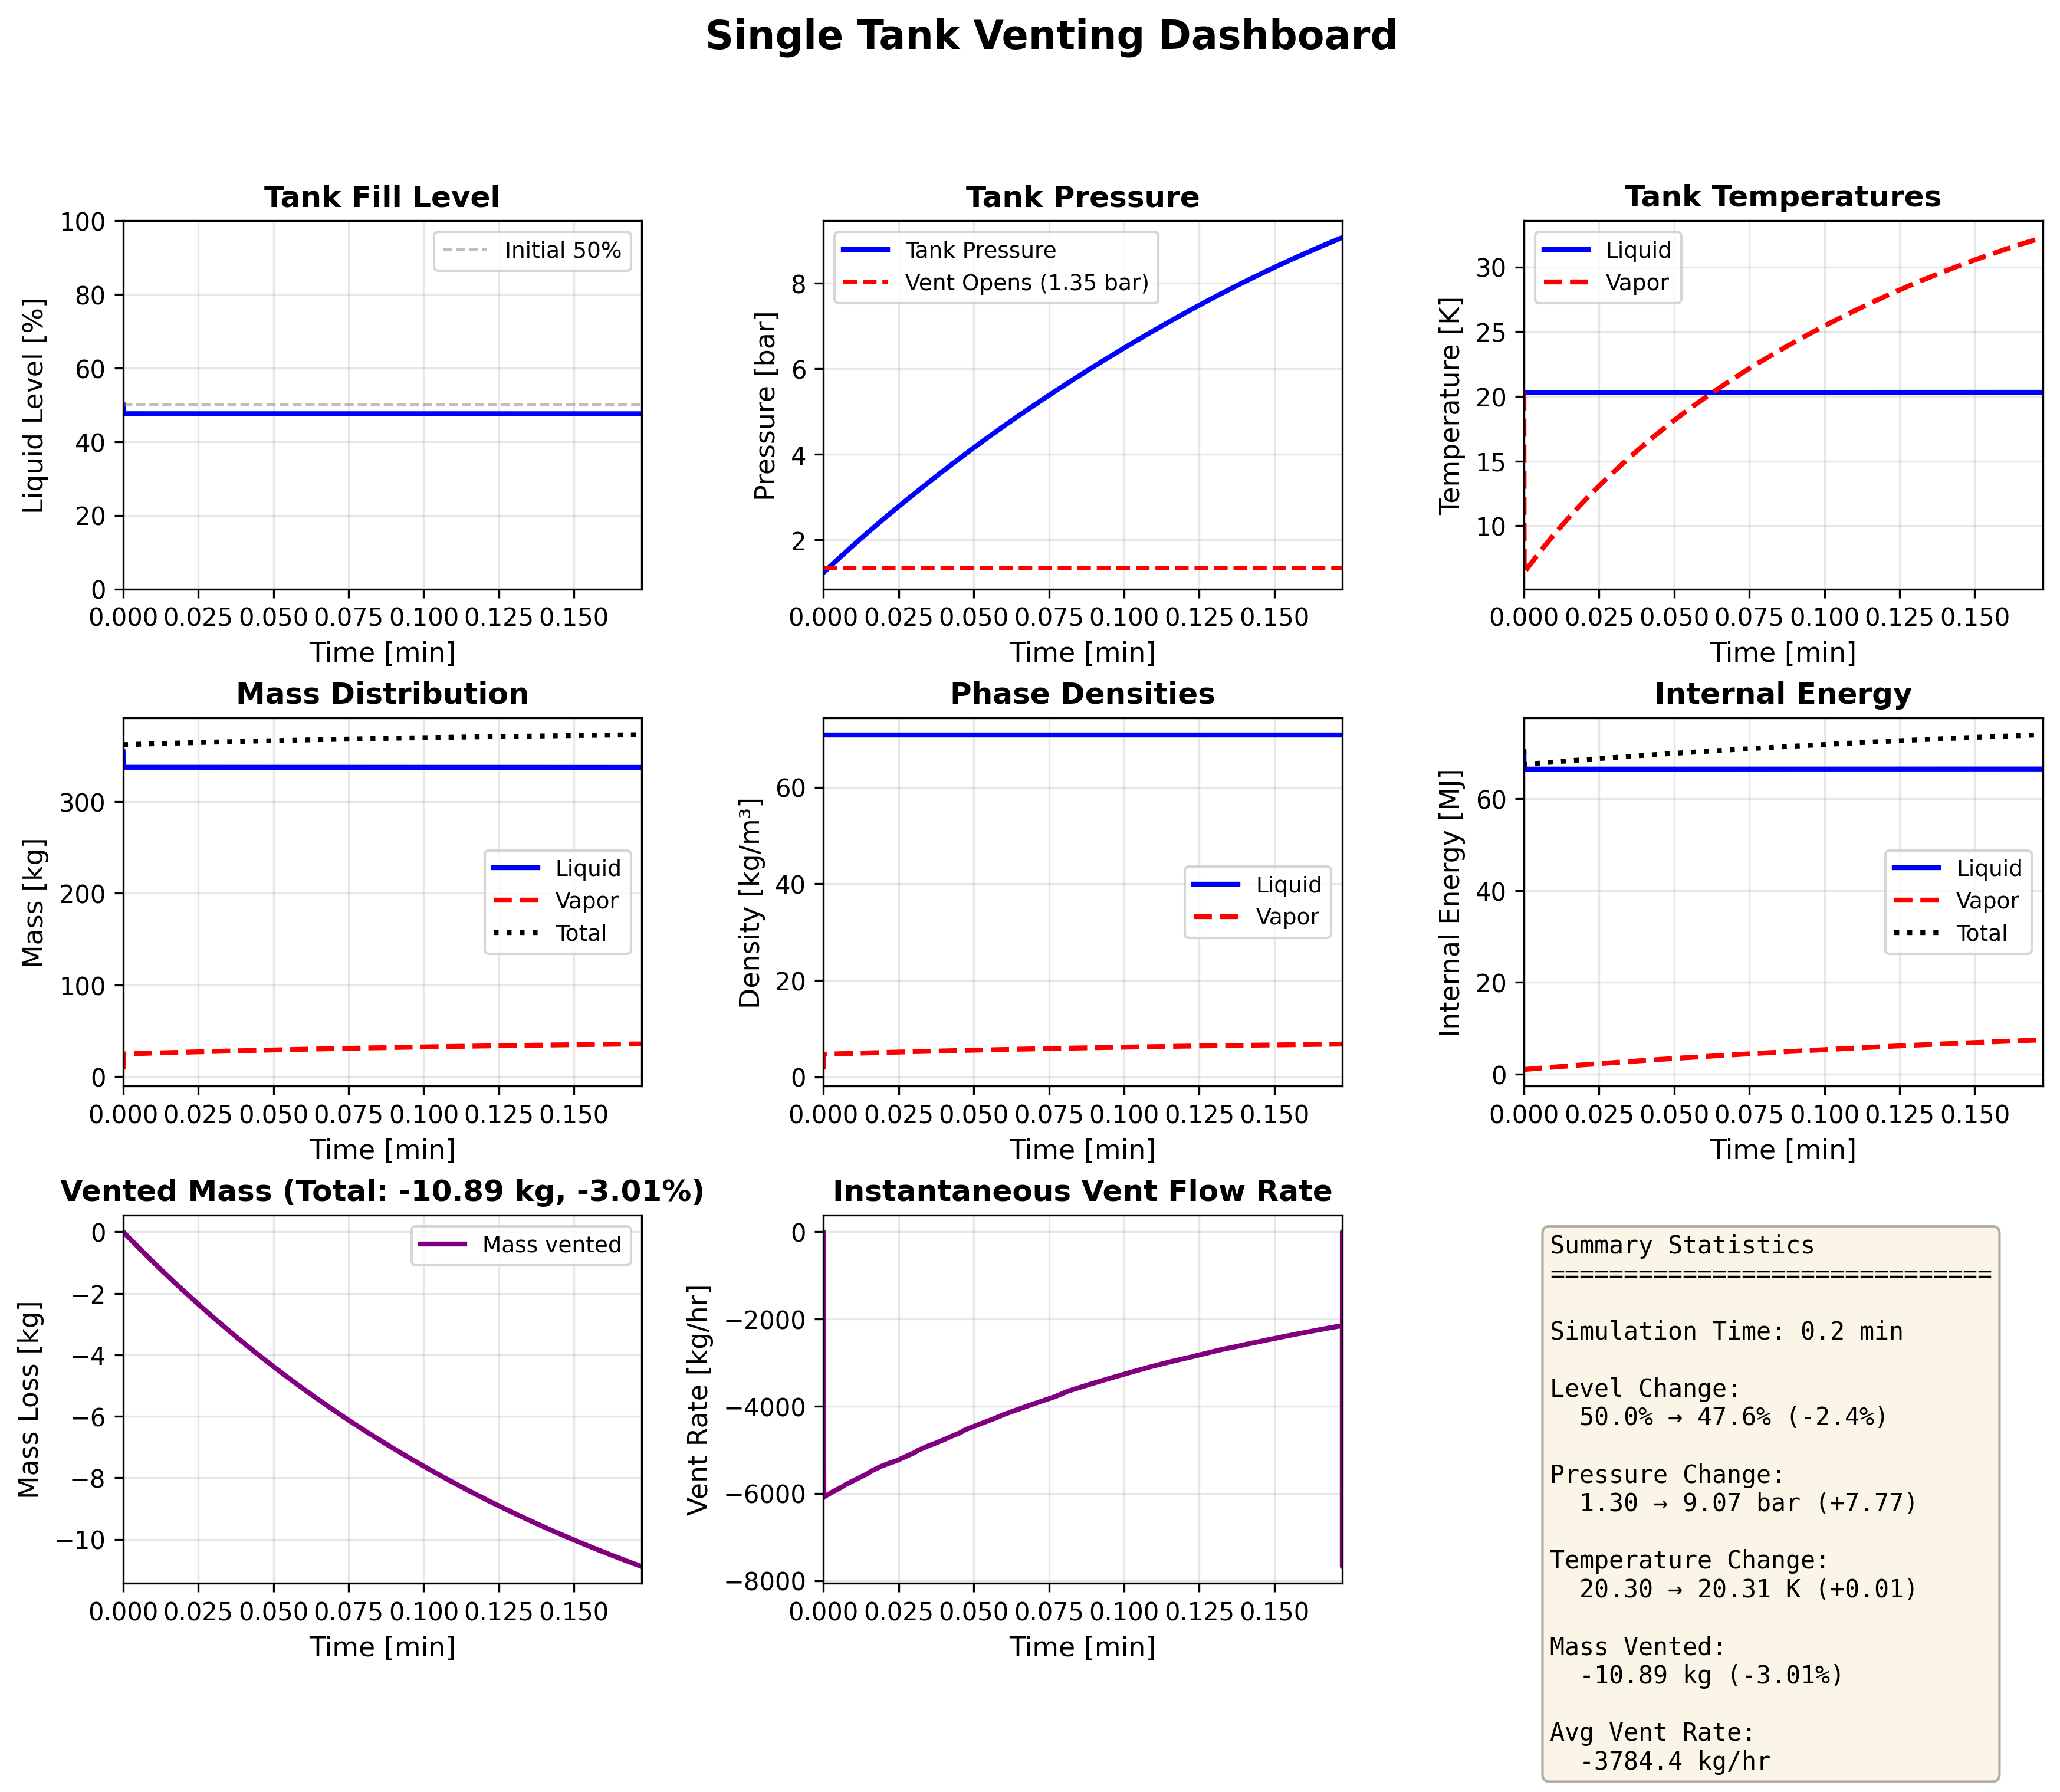 Single Tank Venting Dashboard
Tank Fill Level
100
80
60
40
20
0
Liquid Level [%]
Initial 50%
0.000 0.025 0.050 0.075 0.100 0.125 0.150
Time [min]
Tank Pressure
8
6
4
2
Pressure [bar]
Tank Pressure
Vent Opens (1.35 bar)
0.000 0.025 0.050 0.075 0.100 0.125 0.150
Time [min]
Tank Temperatures
30
25
20
15
10
Temperature [K]
Liquid
Vapor
0.000 0.025 0.050 0.075 0.100 0.125 0.150
Time [min]
Mass Distribution
300
200
100
0
Mass [kg]
Liquid
Vapor
Total
0.000 0.025 0.050 0.075 0.100 0.125 0.150
Time [min]
Phase Densities
60
40
20
0
Density [kg/m³]
Liquid
Vapor
0.000 0.025 0.050 0.075 0.100 0.125 0.150
Time [min]
Internal Energy
60
40
20
0
Internal Energy [MJ]
Liquid
Vapor
Total
0.000 0.025 0.050 0.075 0.100 0.125 0.150
Time [min]
Vented Mass (Total: -10.89 kg, -3.01%)
0
−2
−4
−6
−8
−10
Mass Loss [kg]
Mass vented
0.000 0.025 0.050 0.075 0.100 0.125 0.150
Time [min]
Instantaneous Vent Flow Rate
0
−2000
−4000
−6000
−8000
Vent Rate [kg/hr]
0.000 0.025 0.050 0.075 0.100 0.125 0.150
Time [min]
Summary Statistics
==============================
Simulation Time: 0.2 min
Level Change:
50.0% → 47.6% (-2.4%)
Pressure Change:
1.30 → 9.07 bar (+7.77)
Temperature Change:
20.30 → 20.31 K (+0.01)
Mass Vented:
-10.89 kg (-3.01%)
Avg Vent Rate:
-3784.4 kg/hr